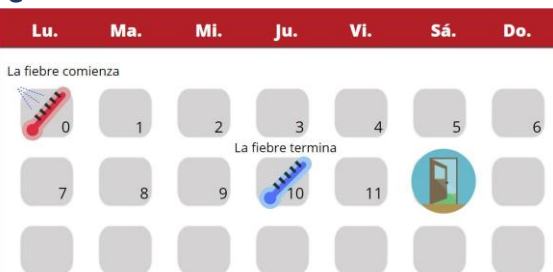 Lu. Ma. Mi. Ju. Vi. Sá. Do.
La fiebre comienza
0 1 2 3 4 5 6
La fiebre termina
7 8 9 10 11